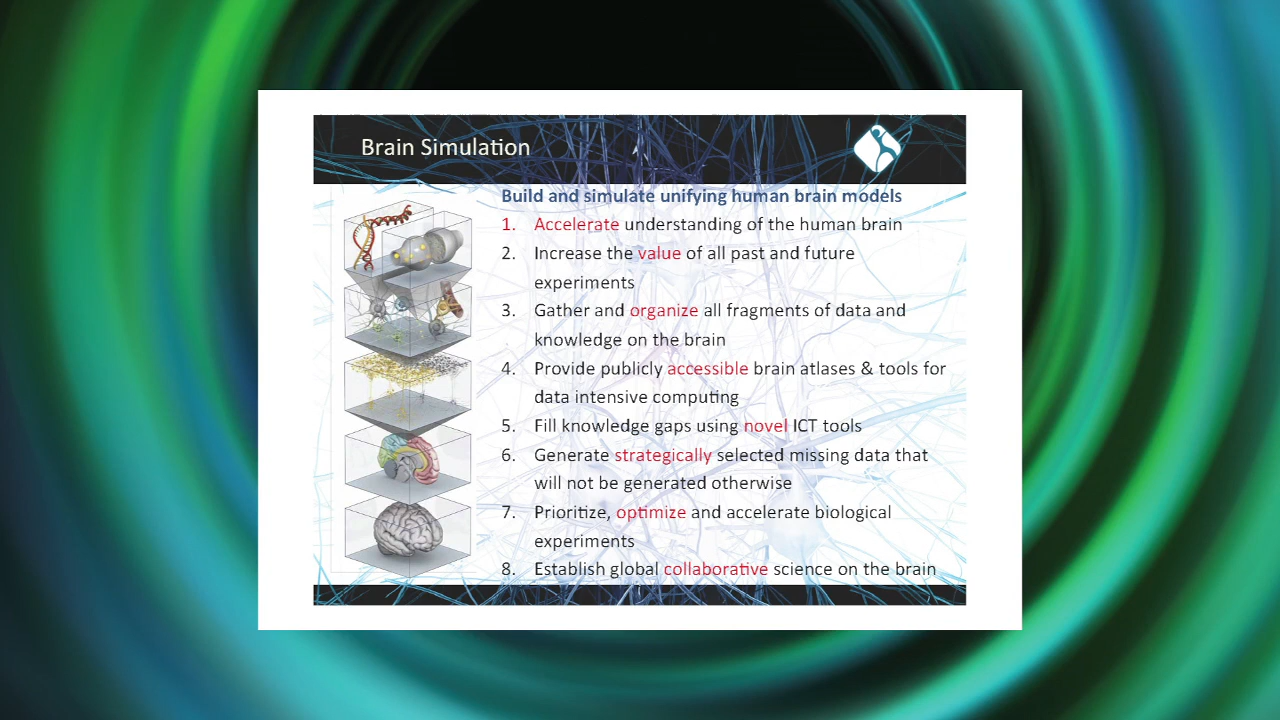 Brain Simulation
Build and simulate unifying human brain models
1. Accelerate understanding of the human brain
2. Increase the value of all past and future
experiments
3. Gather and organize all fragments of data and
knowledge on the brain
4. Provide publicly accessible brain atlases & tools for
data intensive computing
5. Fill knowledge gaps using novel ICT tools
6. Generate strategically selected missing data that
will not be generated otherwise
7. Prioritize, optimize and accelerate biological
experiments
8. Establish global collaborative science on the brain